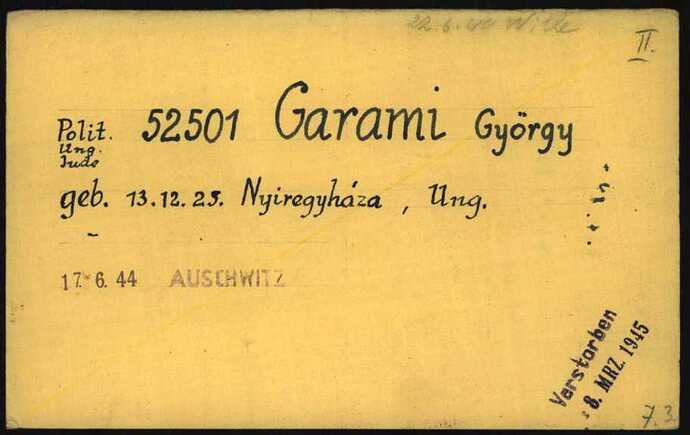 22.6.44 Wille
II.
Polit. 52501 Garami György
Ung.
Jude
geb. 13.12.25. Nyiregyháza, Ung.
-
17. 6. 44 AUSCHWITZ
Verstorben
8. MRZ. 1945
7.3